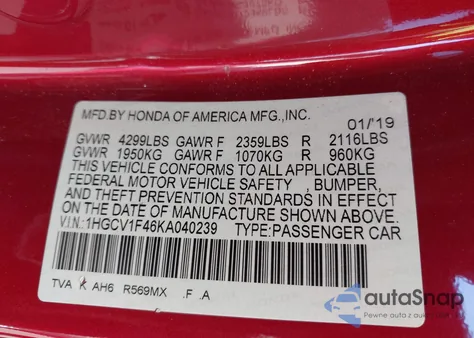 MFD.BY HONDA OF AMERICA MFG.,INC.
01/'19
GVWR 4299LBS GAWR F 2359LBS R 2116LBS
GVWR 1950KG GAWR F 1070KG R 960KG
THIS VEHICLE CONFORMS TO ALL APPLICABLE
FEDERAL MOTOR VEHICLE SAFETY , BUMPER,
AND THEFT PREVENTION STANDARDS IN EFFECT
ON THE DATE OF MANUFACTURE SHOWN ABOVE.
VIN:1HGCV1F46KA040239 TYPE:PASSENGER CAR
TVA AH6 R569MX .F .A
autoSnap
Pewne auto z